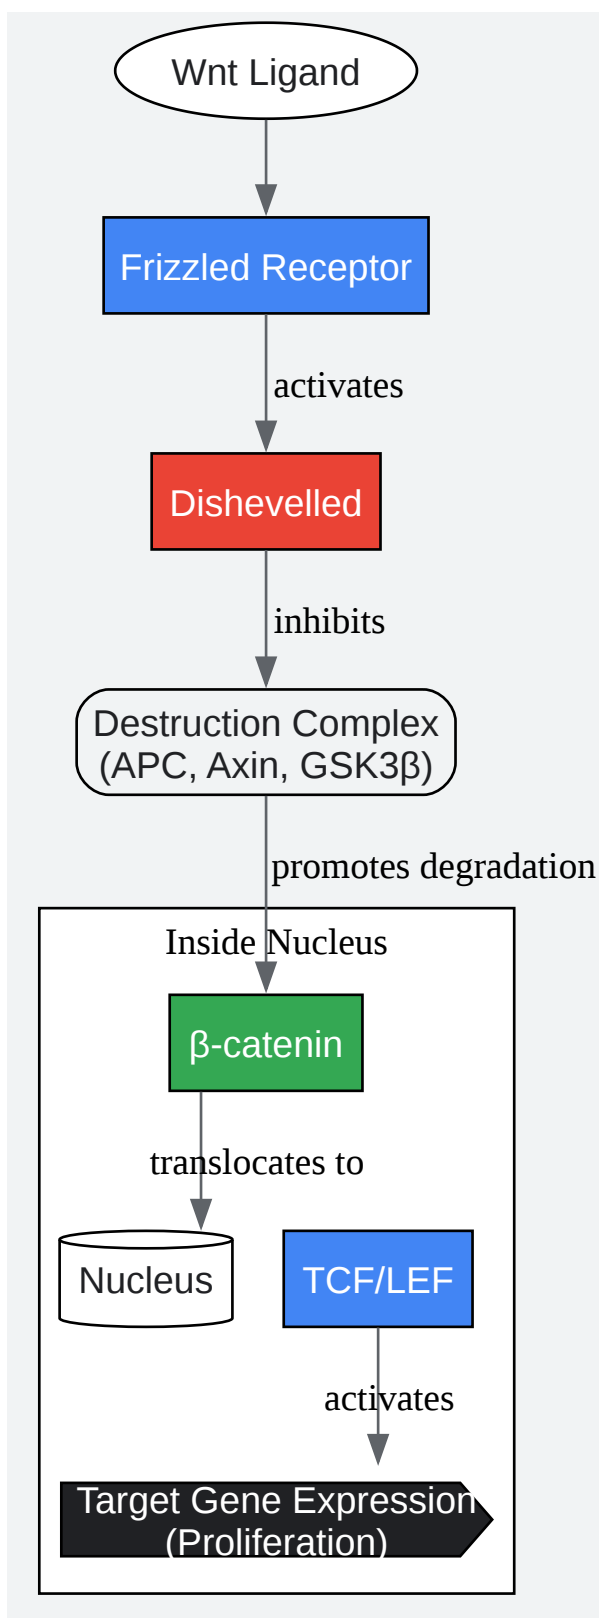 Wnt Ligand
Frizzled Receptor
activates
Dishevelled
inhibits
Destruction Complex
(APC, Axin, GSK3β)
promotes degradation
Inside Nucleus
β-catenin
translocates to
Nucleus
TCF/LEF
activates
Target Gene Expression
(Proliferation)